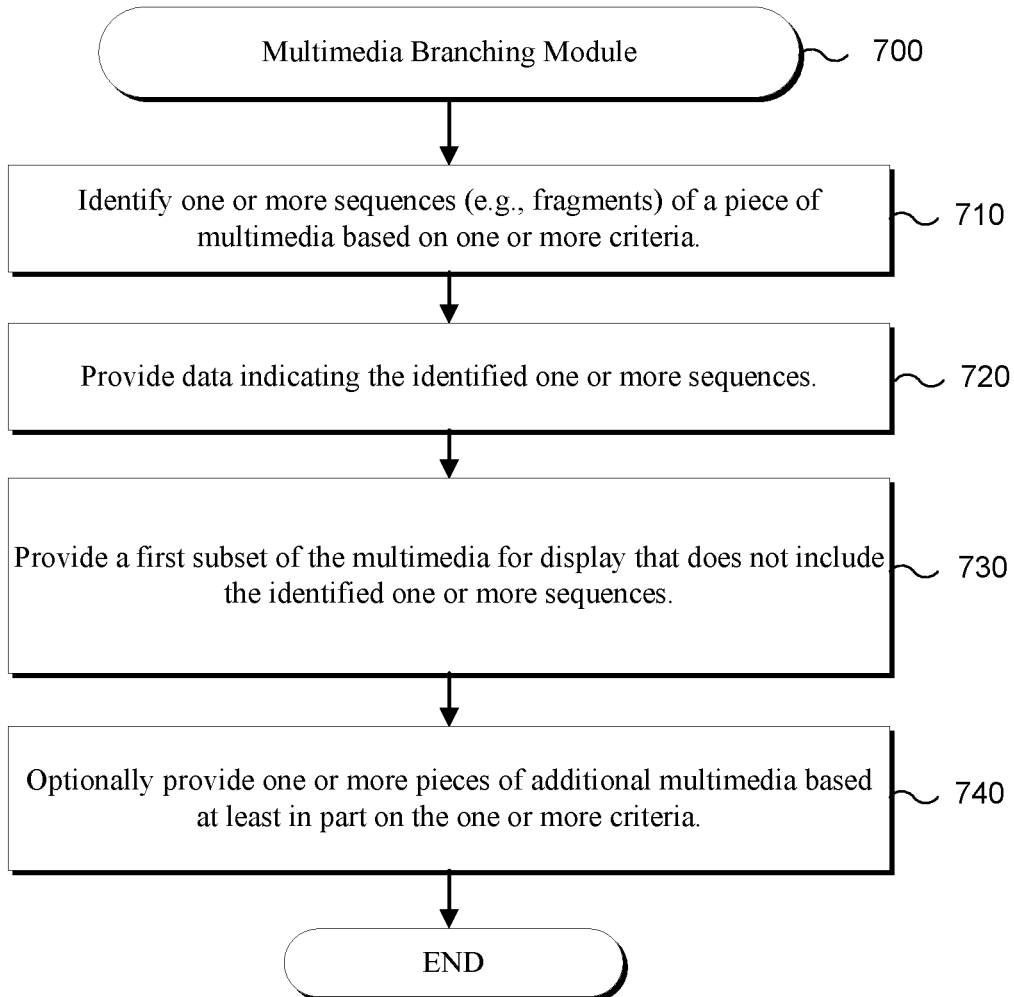 Multimedia Branching Module
700
Identify one or more sequences (e.g., fragments) of a piece of
multimedia based on one or more criteria.
710
Provide data indicating the identified one or more sequences.
720
Provide a first subset of the multimedia for display that does not include
the identified one or more sequences.
730
Optionally provide one or more pieces of additional multimedia based
at least in part on the one or more criteria.
740
END